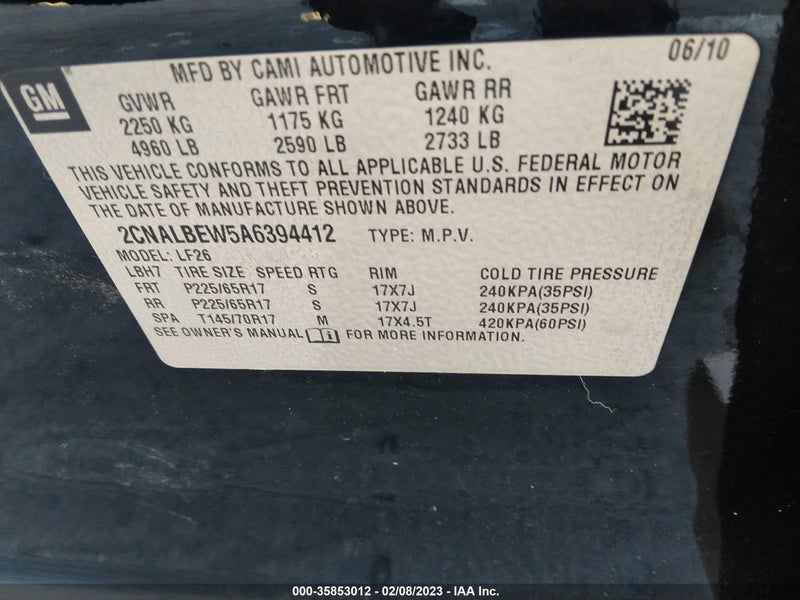 MFD BY CAMI AUTOMOTIVE INC. 06/10
GM
GVWR GAWR FRT GAWR RR
2250 KG 1175 KG 1240 KG
4960 LB 2590 LB 2733 LB
THIS VEHICLE CONFORMS TO ALL APPLICABLE U.S. FEDERAL MOTOR
VEHICLE SAFETY AND THEFT PREVENTION STANDARDS IN EFFECT ON
THE DATE OF MANUFACTURE SHOWN ABOVE.
2CNALBEW5A6394412 TYPE: M.P.V.
MODEL: LF26
LBH7 TIRE SIZE SPEED RTG RIM COLD TIRE PRESSURE
FRT P225/65R17 S 17X7J 240KPA(35PSI)
RR P225/65R17 S 17X7J 240KPA(35PSI)
SPA T145/70R17 M 17X4.5T 420KPA(60PSI)
SEE OWNER'S MANUAL FOR MORE INFORMATION.
000-35853012 - 02/08/2023 - IAA Inc.